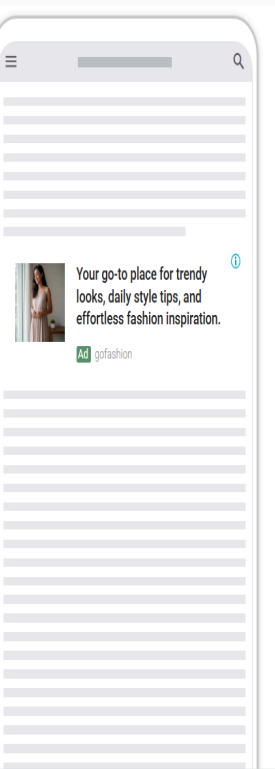 Your go-to place for trendy
looks, daily style tips, and
effortless fashion inspiration.
Ad gofashion